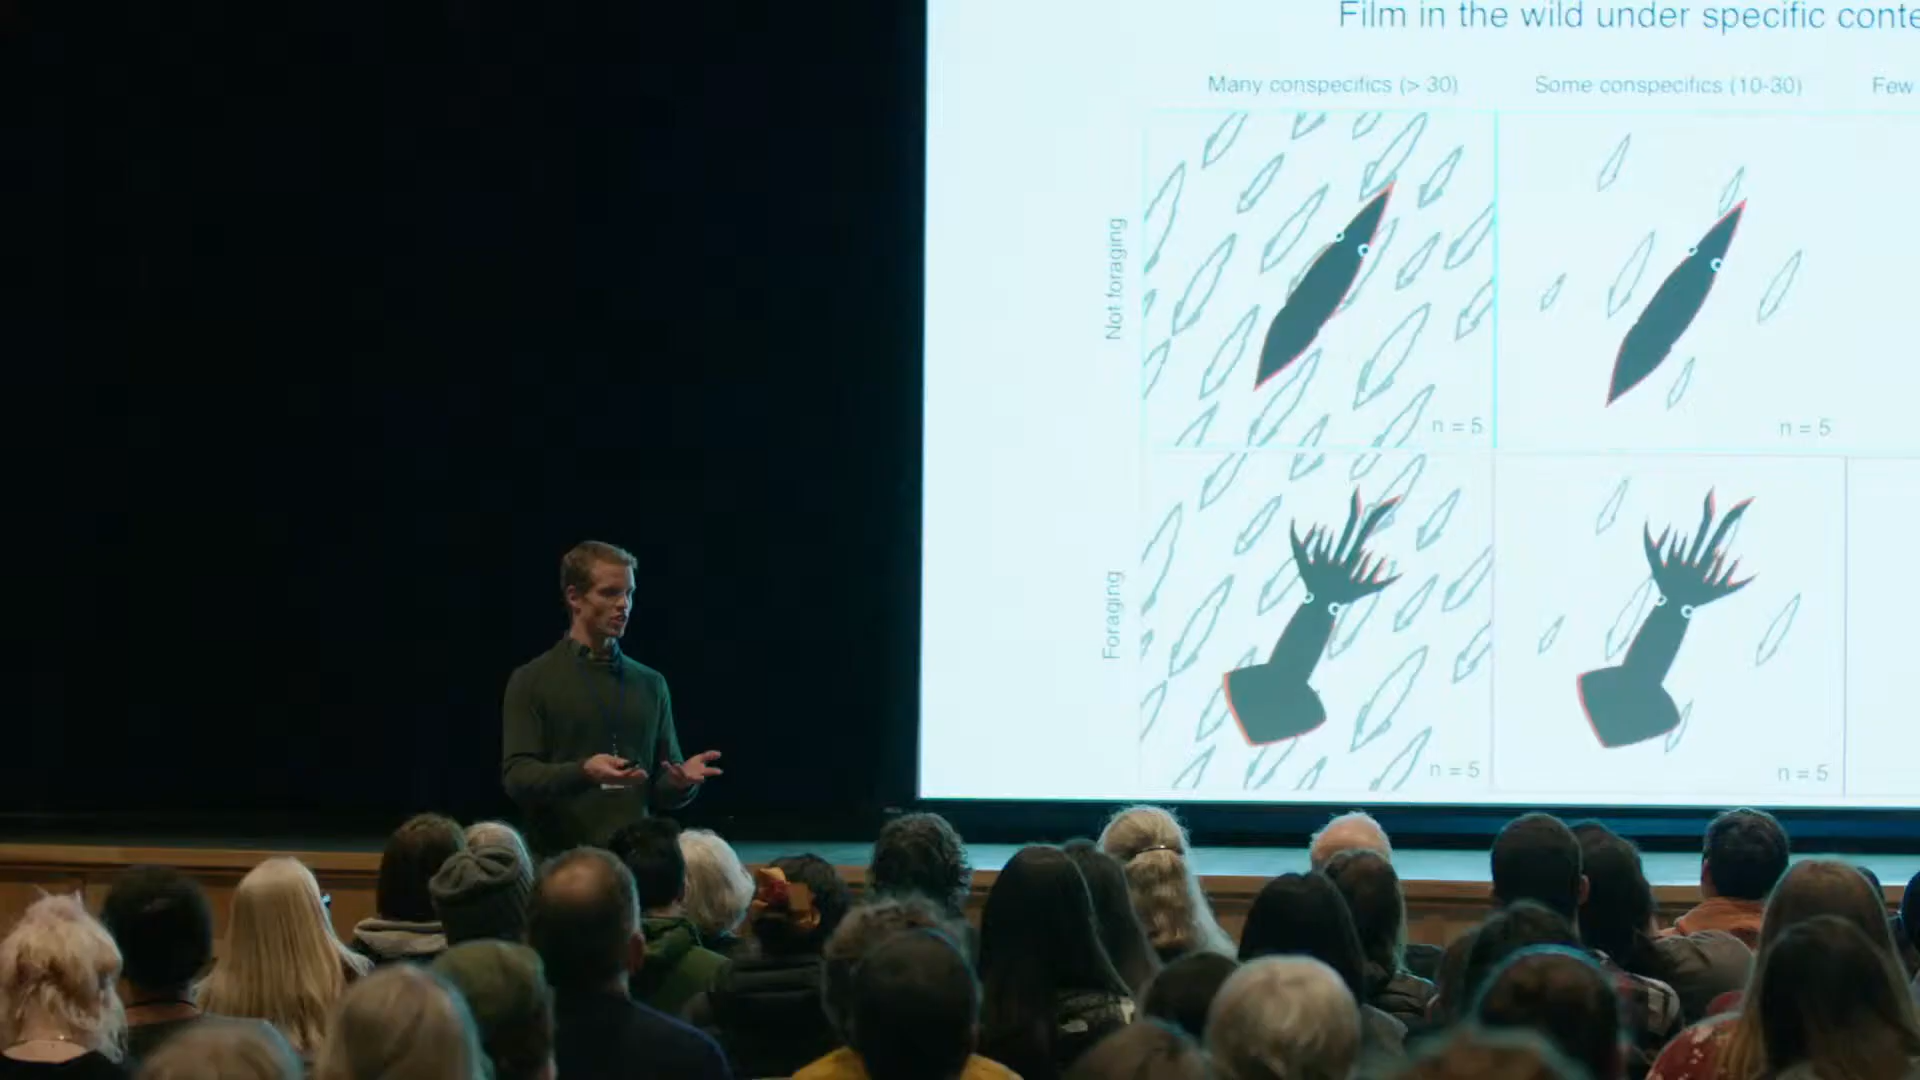 Film in the wild under specific
Many conspecifics (> 30)
Some conspecifics (10-30)
Few
Not foraging
n = 5
n = 5
Foraging
n = 5
n = 5